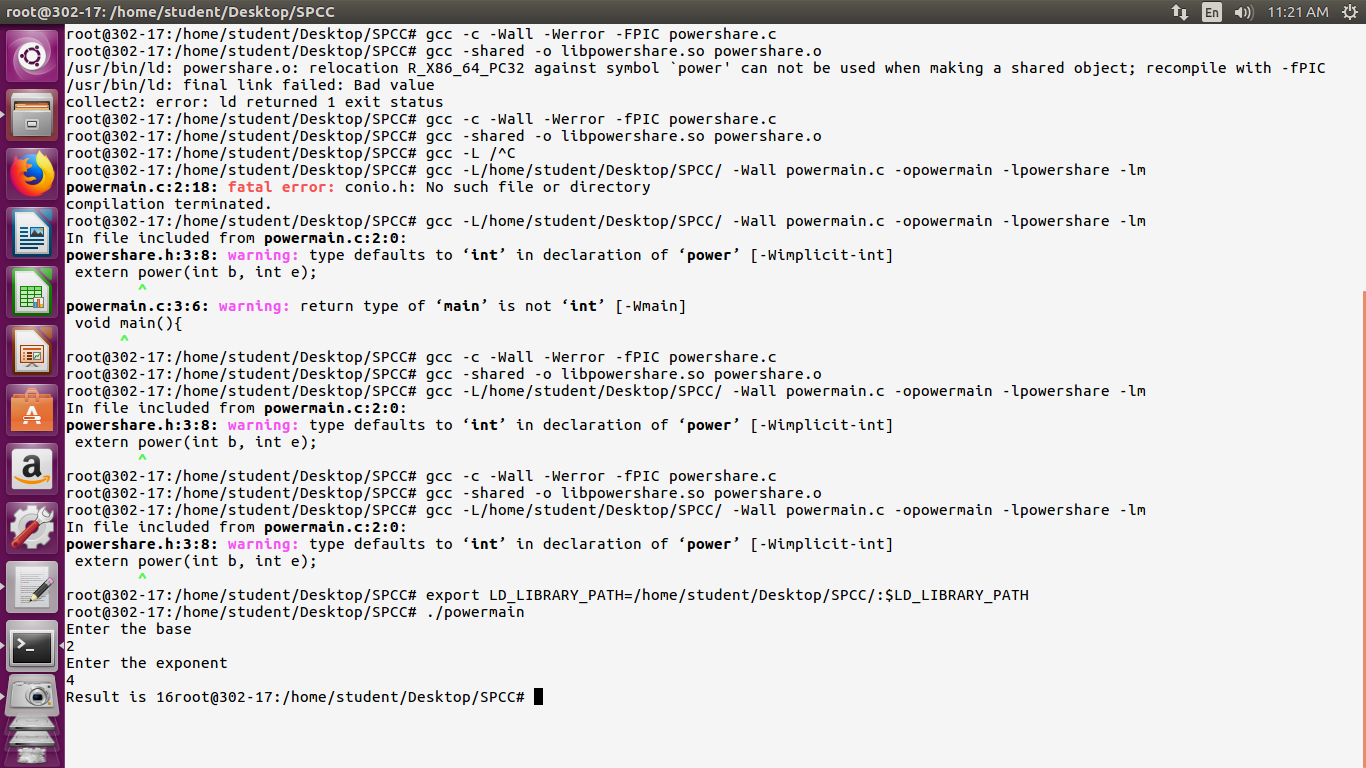 root@302-17: /home/student/Desktop/SPCC
En
11:21 AM
root@302-17:/home/student/Desktop/SPCC# gcc -c -Wall -Werror -FPIC powershare.c
root@302-17:/home/student/Desktop/SPCC# gcc -shared -o libpowershare.so powershare.o
/usr/bin/ld: powershare.o: relocation R_X86_64_PC32 against symbol `power' can not be used when making a shared object; recompile with -fPIC
/usr/bin/ld: final link failed: Bad value
collect2: error: ld returned 1 exit status
root@302-17:/home/student/Desktop/SPCC# gcc -c -Wall -Werror -fPIC powershare.c
root@302-17:/home/student/Desktop/SPCC# gcc -shared -o libpowershare.so powershare.o
root@302-17:/home/student/Desktop/SPCC# gcc -L /^C
root@302-17:/home/student/Desktop/SPCC# gcc -L/home/student/Desktop/SPCC/ -Wall powermain.c -opowermain -lpowershare -lm
powermain.c:2:18: fatal error: conio.h: No such file or directory
compilation terminated.
root@302-17:/home/student/Desktop/SPCC# gcc -L/home/student/Desktop/SPCC/ -Wall powermain.c -opowermain -lpowershare -lm
In file included from powermain.c:2:0:
powershare.h:3:8: warning: type defaults to ‘int’ in declaration of ‘power’ [-Wimplicit-int]
 extern power(int b, int e);
        ^
powermain.c:3:6: warning: return type of ‘main’ is not ‘int’ [-Wmain]
 void main(){
      ^
root@302-17:/home/student/Desktop/SPCC# gcc -c -Wall -Werror -fPIC powershare.c
root@302-17:/home/student/Desktop/SPCC# gcc -shared -o libpowershare.so powershare.o
root@302-17:/home/student/Desktop/SPCC# gcc -L/home/student/Desktop/SPCC/ -Wall powermain.c -opowermain -lpowershare -lm
In file included from powermain.c:2:0:
powershare.h:3:8: warning: type defaults to ‘int’ in declaration of ‘power’ [-Wimplicit-int]
 extern power(int b, int e);
        ^
root@302-17:/home/student/Desktop/SPCC# gcc -c -Wall -Werror -fPIC powershare.c
root@302-17:/home/student/Desktop/SPCC# gcc -shared -o libpowershare.so powershare.o
root@302-17:/home/student/Desktop/SPCC# gcc -L/home/student/Desktop/SPCC/ -Wall powermain.c -opowermain -lpowershare -lm
In file included from powermain.c:2:0:
powershare.h:3:8: warning: type defaults to ‘int’ in declaration of ‘power’ [-Wimplicit-int]
 extern power(int b, int e);
        ^
root@302-17:/home/student/Desktop/SPCC# export LD_LIBRARY_PATH=/home/student/Desktop/SPCC/:$LD_LIBRARY_PATH
root@302-17:/home/student/Desktop/SPCC# ./powermain
Enter the base
2
Enter the exponent
4
Result is 16root@302-17:/home/student/Desktop/SPCC#